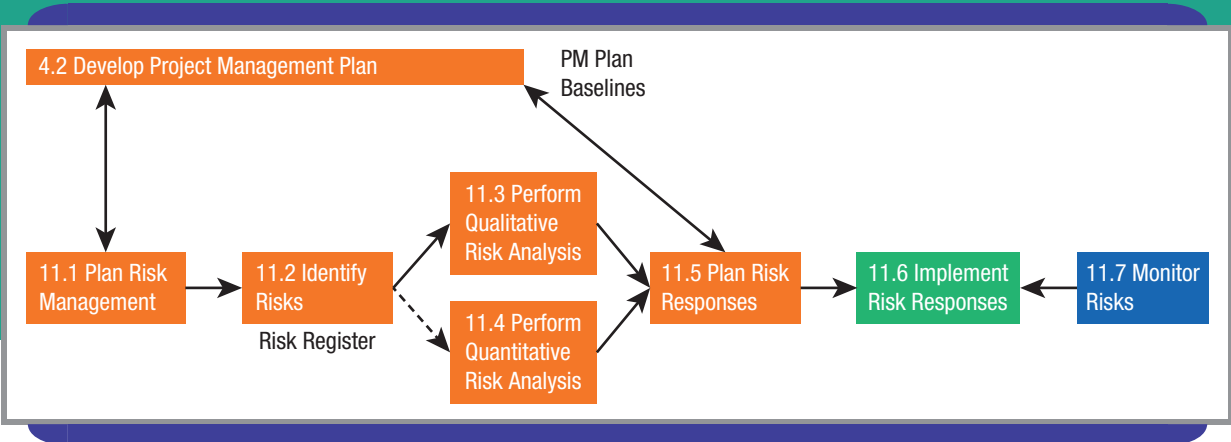 4.2 Develop Project Management Plan
PM Plan
Baselines
11.1 Plan Risk
Management
11.2 Identify
Risks
Risk Register
11.3 Perform
Qualitative
Risk Analysis
11.4 Perform
Quantitative
Risk Analysis
11.5 Plan Risk
Responses
11.6 Implement
Risk Responses
11.7 Monitor
Risks